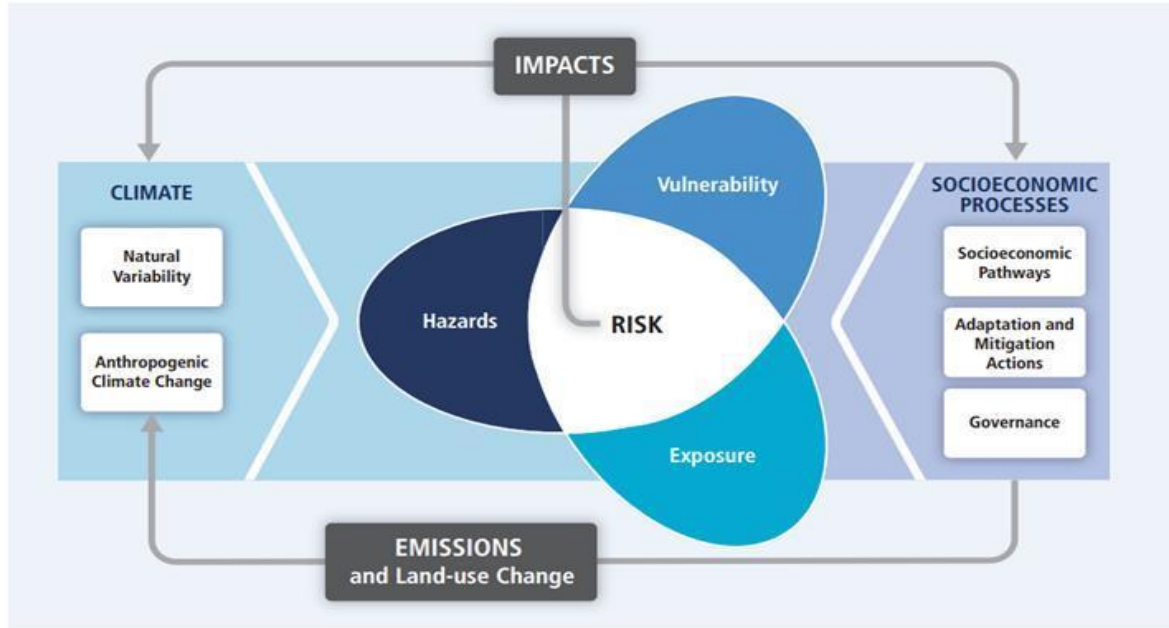 IMPACTS
CLIMATE
Natural
Variability
Anthropogenic
Climate Change
Vulnerability
Hazards
RISK
Exposure
SOCIOECONOMIC
PROCESSES
Socioeconomic
Pathways
Adaptation and
Mitigation
Actions
Governance
EMISSIONS
and Land-use Change